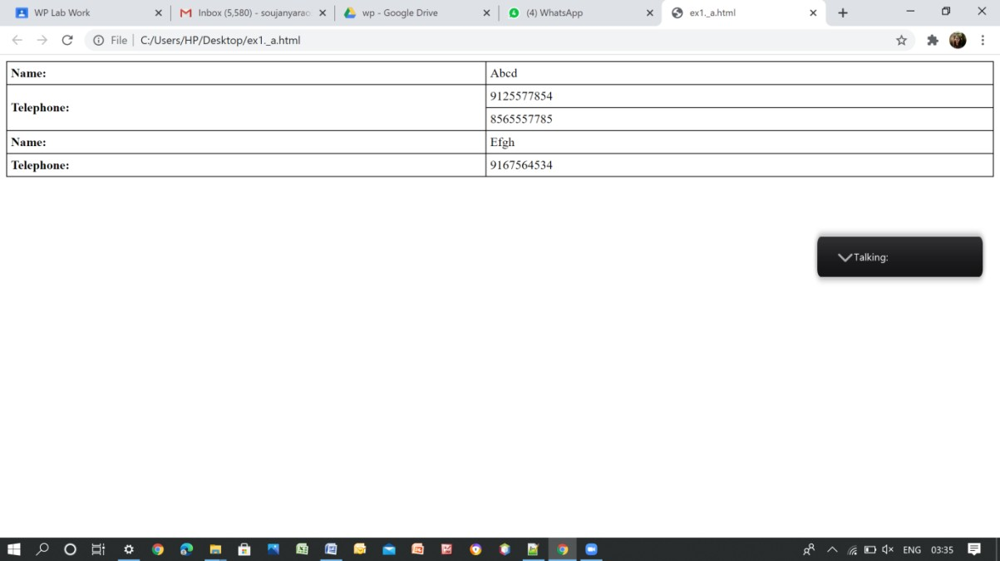 WP Lab Work
Inbox (5,580) - soujanyarao
wp - Google Drive
(4) WhatsApp
ex1._a.html
File
C:/Users/HP/Desktop/ex1._a.html
Name: Abcd
Telephone: 9125577854
8565557785
Name: Efgh
Telephone: 9167564534
Talking:
ENG 03:35